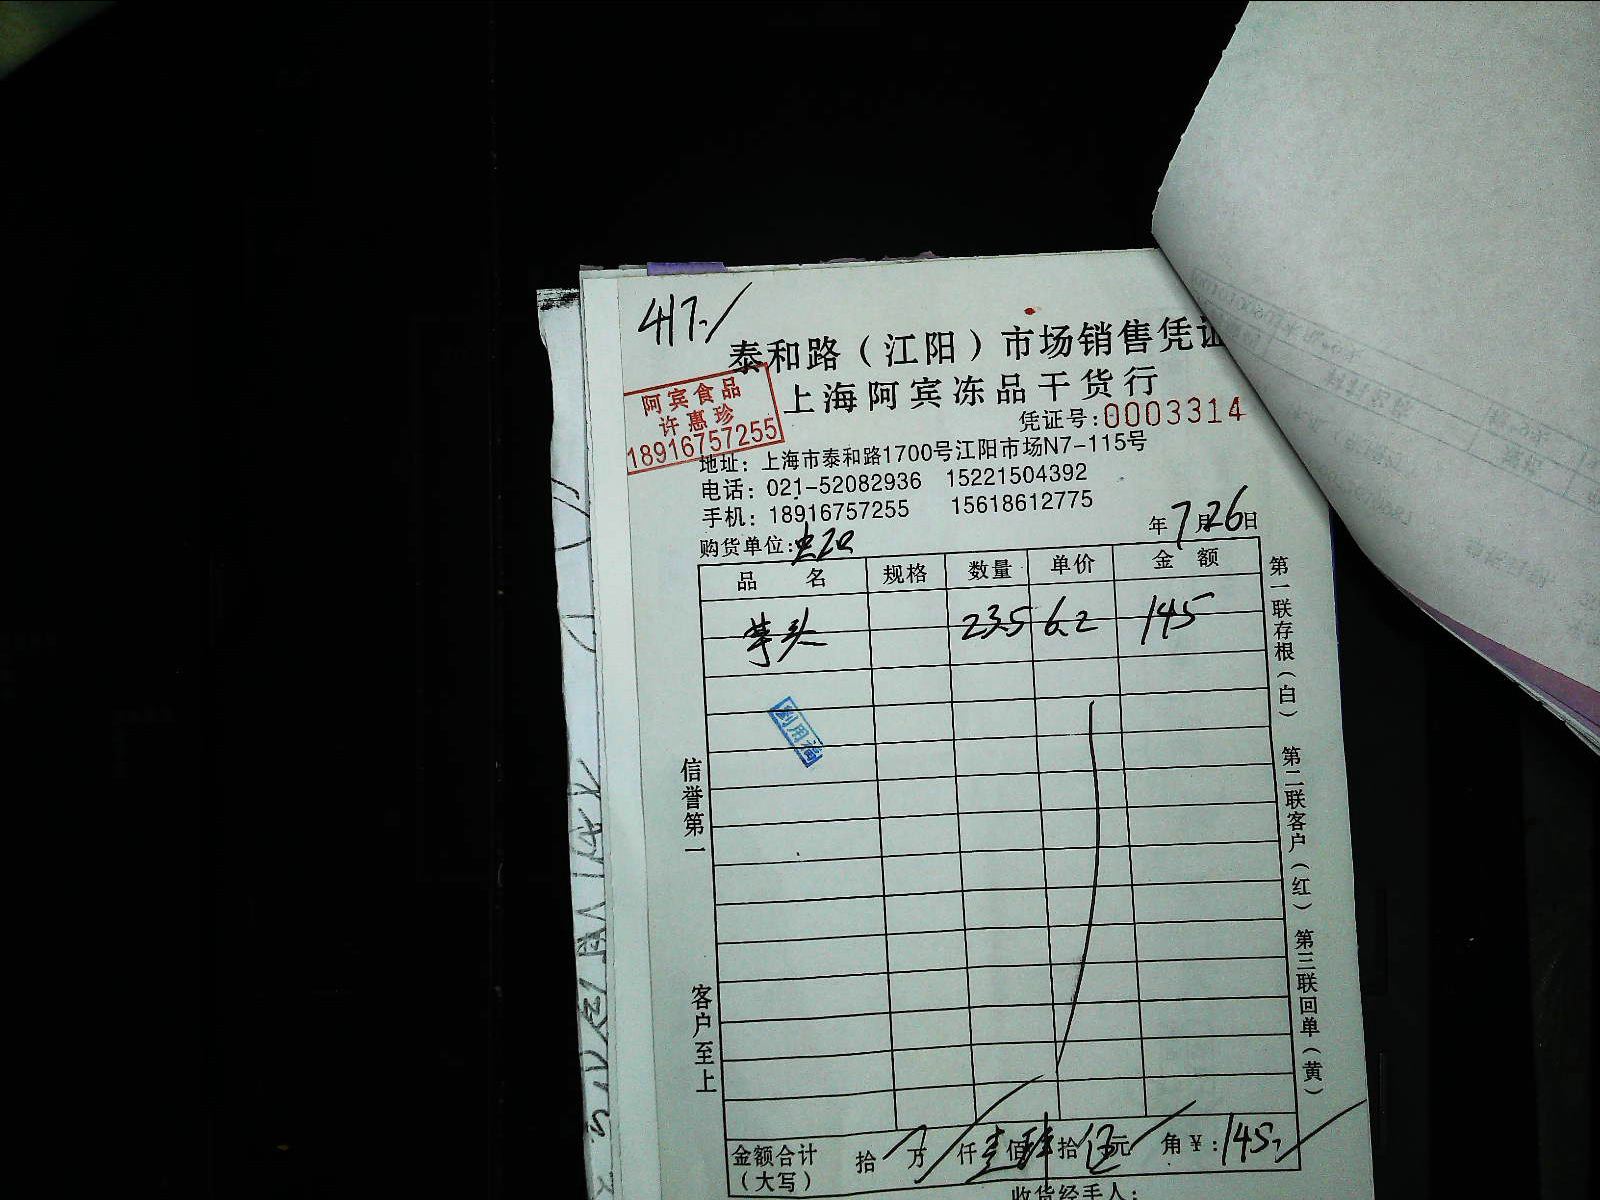 417.-/
泰和路（江阳）市场销售凭证
上海阿宾冻品干货行
阿宾食品
许惠珍
18916757255
凭证号:0003314
地址：上海市泰和路1700号江阳市场N7-115号
电话：021-52082936 15221504392
手机：18916757255 15618612775
年7月26日
购货单位:
品名 规格 数量 单价 金额
芋头 23.5 6.2 145
信誉第一
客户至上
第一联存根（白） 第二联客户（红） 第三联回单（黄）
金额合计（大写） 拾 万 仟壹佰肆拾伍元 角￥:145.-
收货经手人：